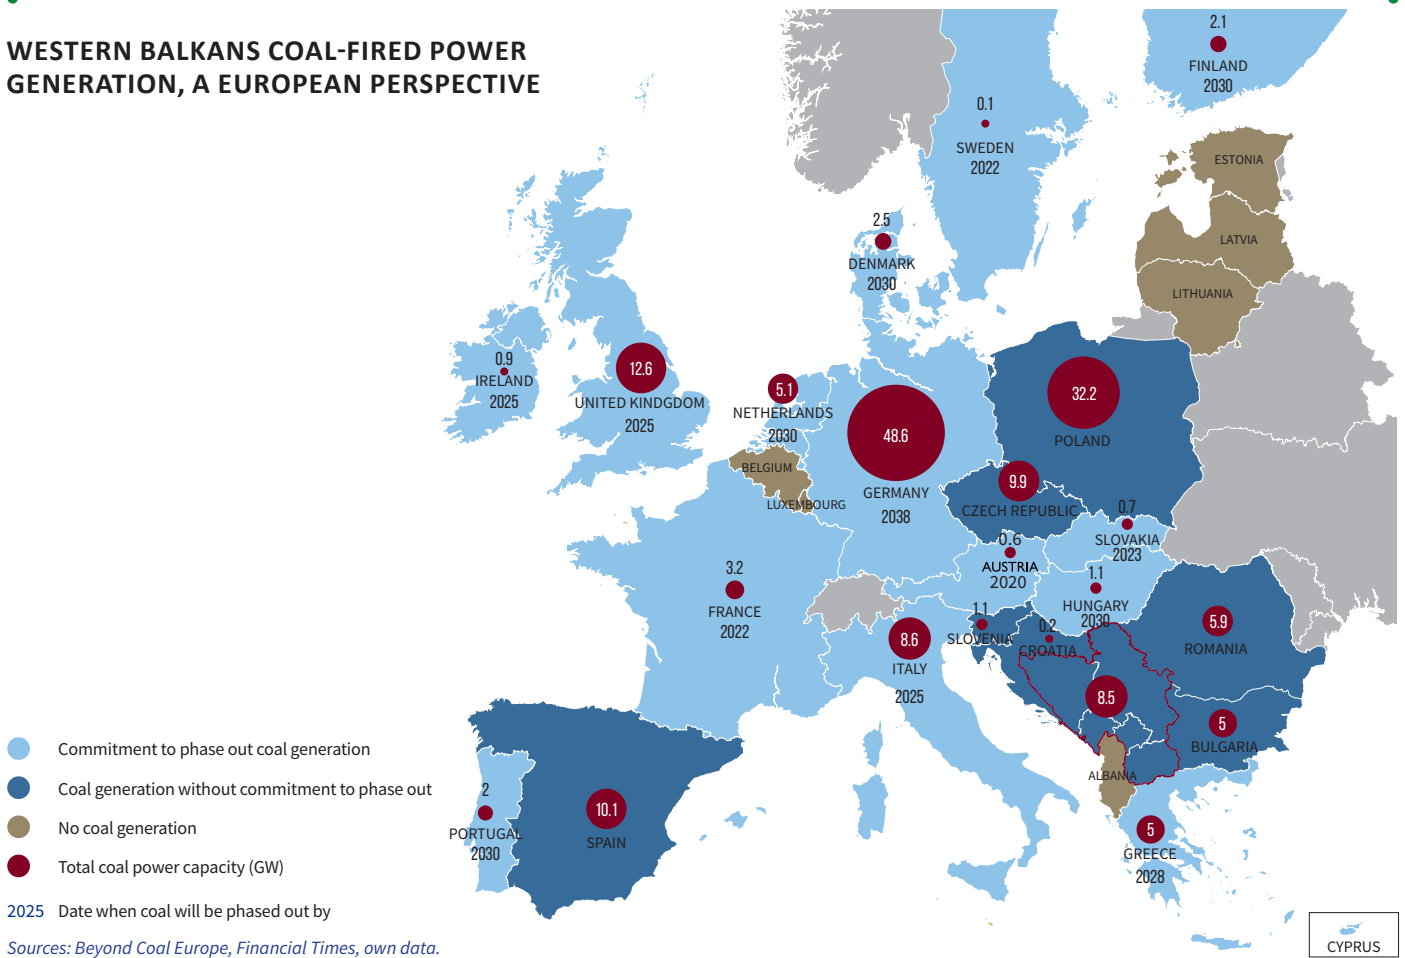 WESTERN BALKANS COAL-FIRED POWER
GENERATION, A EUROPEAN PERSPECTIVE
2.1
FINLAND
2030
0.1
SWEDEN
2022
ESTONIA
LATVIA
LITHUANIA
2.5
DENMARK
2030
0.9
IRELAND
2025
12.6
UNITED KINDGDOM
2025
5.1
NETHERLANDS
2030
BELGIUM
LUXEMBOURG
48.6
GERMANY
2038
32.2
POLAND
9.9
CZECH REPUBLIC
0.7
SLOVAKIA
2023
0.6
AUSTRIA
2020
1.1
HUNGARY
2030
3.2
FRANCE
2022
8.6
ITALY
2025
1.1
SLOVENIA
0.2
CROATIA
5.9
ROMANIA
8.5
5
BULGARIA
ALBANIA
5
GREECE
2028
2
PORTUGAL
2030
10.1
SPAIN
CYPRUS
Commitment to phase out coal generation
Coal generation without commitment to phase out
No coal generation
Total coal power capacity (GW)
2025 Date when coal will be phased out by
Sources: Beyond Coal Europe, Financial Times, own data.